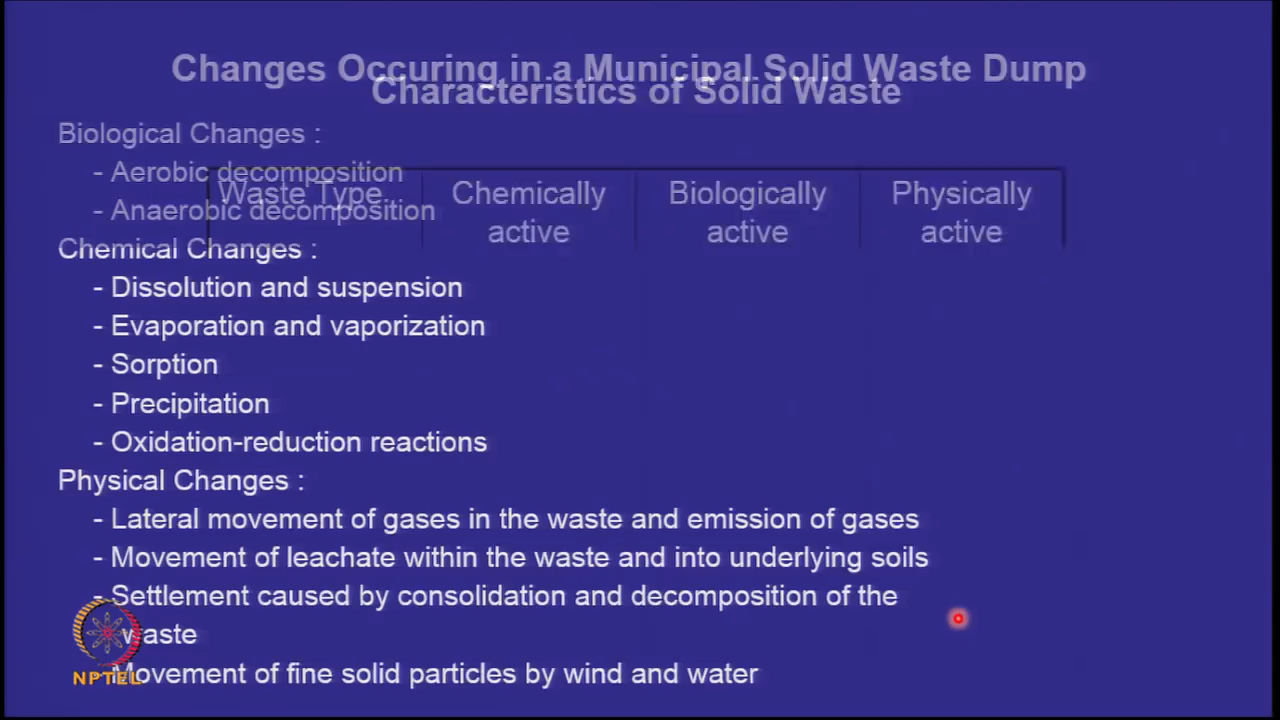 Changes Occuring in a Municipal Solid Waste Dump
Characteristics of Solid Waste
Biological Changes :
- Aerobic decomposition
- Anaerobic decomposition
Waste Type
Chemically active
Biologically active
Physically active
Chemical Changes :
- Dissolution and suspension
- Evaporation and vaporization
- Sorption
- Precipitation
- Oxidation-reduction reactions
Physical Changes :
- Lateral movement of gases in the waste and emission of gases
- Movement of leachate within the waste and into underlying soils
- Settlement caused by consolidation and decomposition of the
waste
- Movement of fine solid particles by wind and water
NPTEL